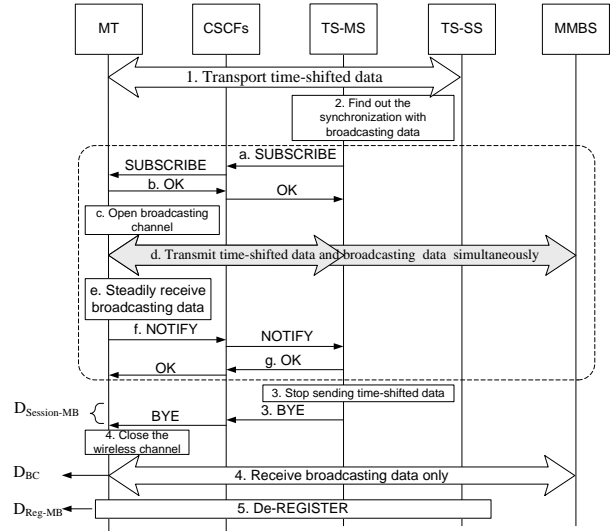 MT CSCFs TS-MS TS-SS MMBS
1. Transport time-shifted data
2. Find out the
synchronization with
broadcasting data
a. SUBSCRIBE
SUBSCRIBE
b. OK
OK
c. Open broadcasting
channel
d. Transmit time-shifted data and broadcasting data simultaneously
e. Steadily receive
broadcasting data
f. NOTIFY
NOTIFY
g. OK
OK
3. Stop sending time-shifted data
D_Session-MB
3. BYE
BYE
4. Close the
wireless channel
D_BC
4. Receive broadcasting data only
D_Reg-MB
5. De-REGISTER